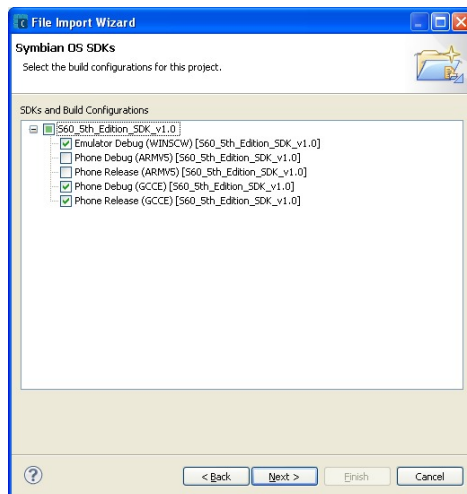 File Import Wizard
Symbian OS SDKs
Select the build configurations for this project.
SDKs and Build Configurations
S60_5th_Edition_SDK_v1.0
Emulator Debug (WINSCW) [S60_5th_Edition_SDK_v1.0]
Phone Debug (ARMV5) [S60_5th_Edition_SDK_v1.0]
Phone Release (ARMV5) [S60_5th_Edition_SDK_v1.0]
Phone Debug (GCCE) [S60_5th_Edition_SDK_v1.0]
Phone Release (GCCE) [S60_5th_Edition_SDK_v1.0]
? < Back Next > Finish Cancel